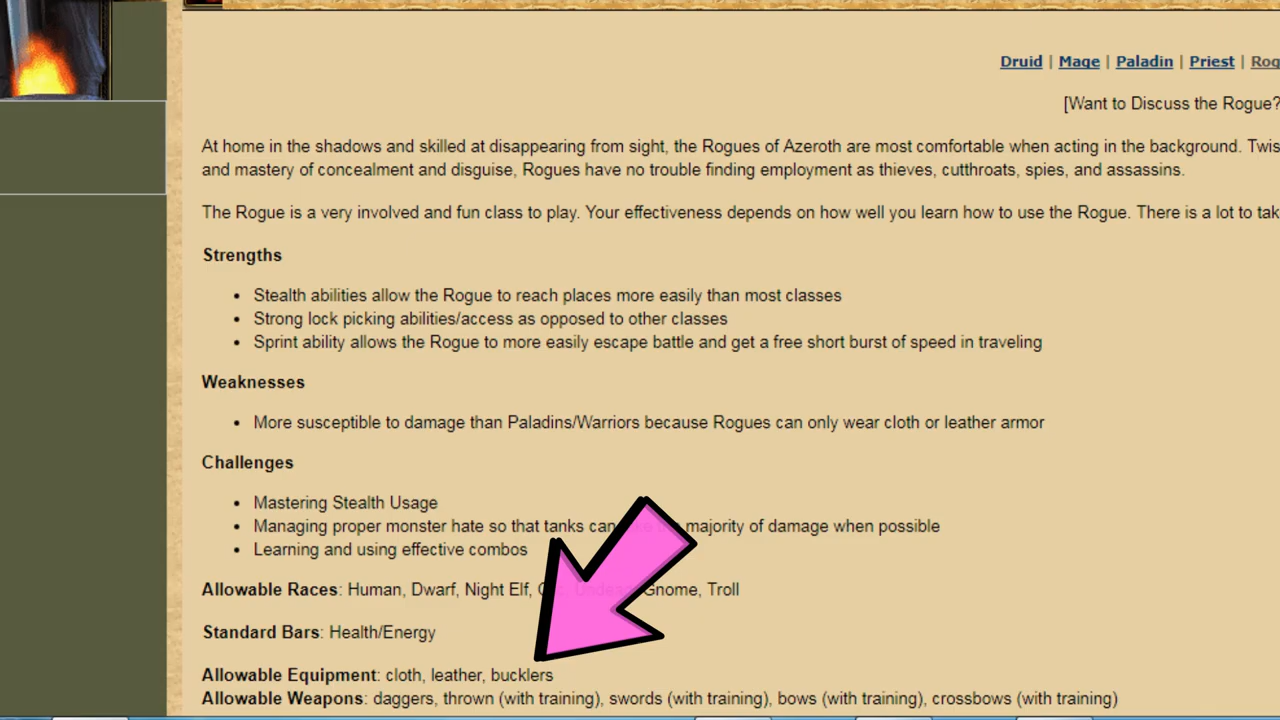 Druid | Mage | Paladin | Priest | Rog
[Want to Discuss the Rogue?
At home in the shadows and skilled at disappearing from sight, the Rogues of Azeroth are most comfortable when acting in the background. Twis
and mastery of concealment and disguise, Rogues have no trouble finding employment as thieves, cutthroats, spies, and assassins.
The Rogue is a very involved and fun class to play. Your effectiveness depends on how well you learn how to use the Rogue. There is a lot to tak
Strengths
• Stealth abilities allow the Rogue to reach places more easily than most classes
• Strong lock picking abilities/access as opposed to other classes
• Sprint ability allows the Rogue to more easily escape battle and get a free short burst of speed in traveling
Weaknesses
• More susceptible to damage than Paladins/Warriors because Rogues can only wear cloth or leather armor
Challenges
• Mastering Stealth Usage
• Managing proper monster hate so that tanks can majority of damage when possible
• Learning and using effective combos
Allowable Races: Human, Dwarf, Night Elf, Gnome, Troll
Standard Bars: Health/Energy
Allowable Equipment: cloth, leather, bucklers
Allowable Weapons: daggers, thrown (with training), swords (with training), bows (with training), crossbows (with training)